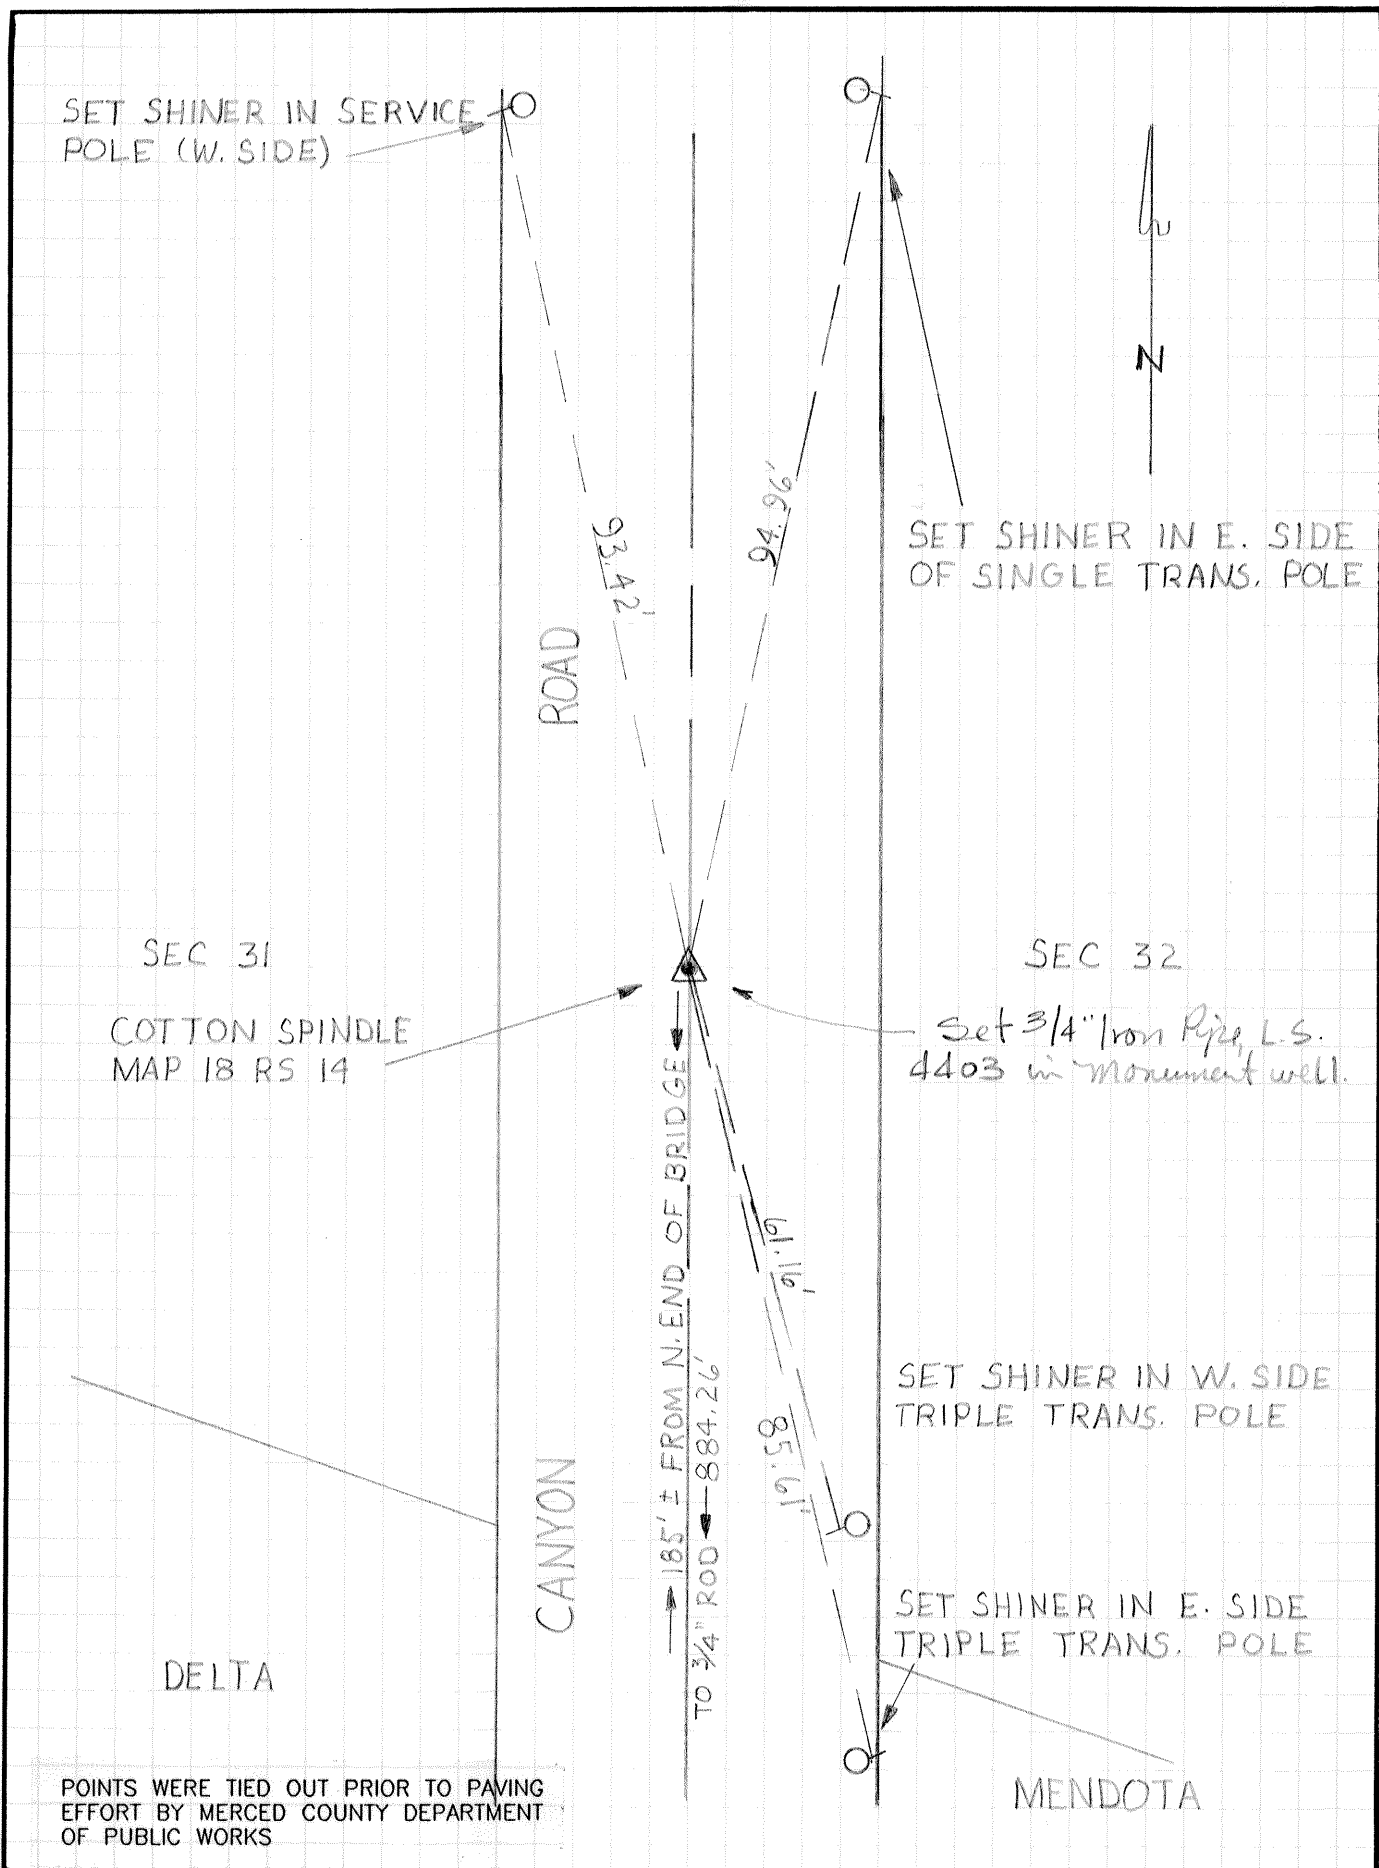 SET SHINER IN SERVICE
POLE (W. SIDE)
N
93.42'
94.96'
SET SHINER IN E. SIDE
OF SINGLE TRANS. POLE
ROAD
SEC 31
SEC 32
COTTON SPINDLE
MAP 18 RS 14
Set 3/4" Iron Pipe, L.S.
4403 in Monument well.
185' ± FROM N. END OF BRIDGE
TO 3/4" ROD 884.26'
61.16'
85.61'
SET SHINER IN W. SIDE
TRIPLE TRANS. POLE
CANYON
SET SHINER IN E. SIDE
TRIPLE TRANS. POLE
DELTA
MENDOTA
POINTS WERE TIED OUT PRIOR TO PAVING
EFFORT BY MERCED COUNTY DEPARTMENT
OF PUBLIC WORKS